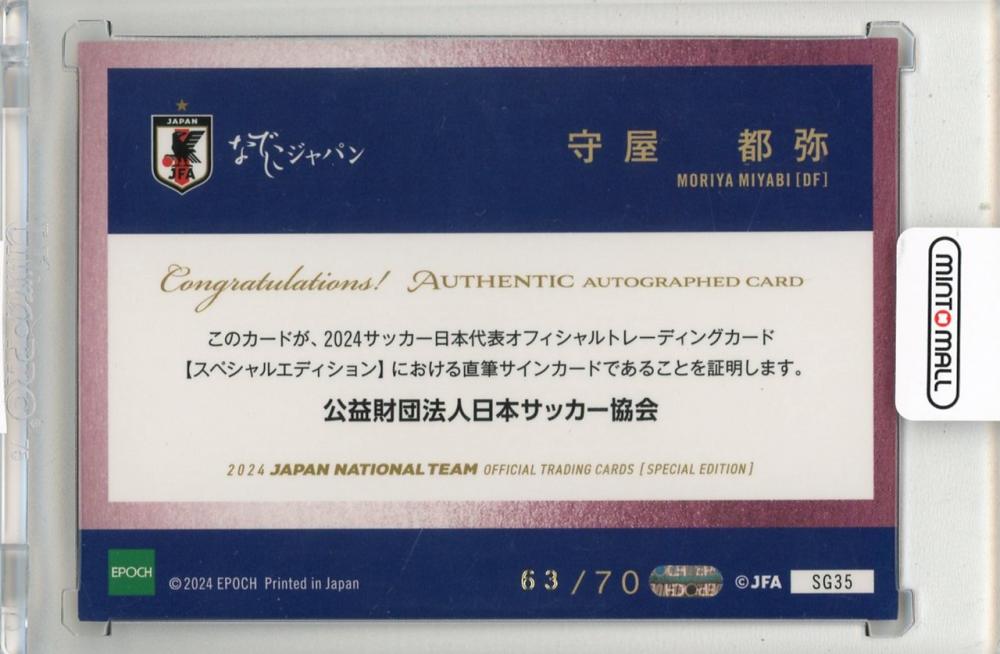 JAPAN
JFA
なでしこジャパン
守屋 都弥
MORIYA MIYABI [DF]
Congratulations! AUTHENTIC AUTOGRAPHED CARD
このカードが、2024サッカー日本代表オフィシャルトレーディングカード
【スペシャルエディション】における直筆サインカードであることを証明します。
公益財団法人日本サッカー協会
2024 JAPAN NATIONAL TEAM OFFICIAL TRADING CARDS [SPECIAL EDITION]
EPOCH
©2024 EPOCH Printed in Japan
63/70
©JFA
SG35
MINT MALL